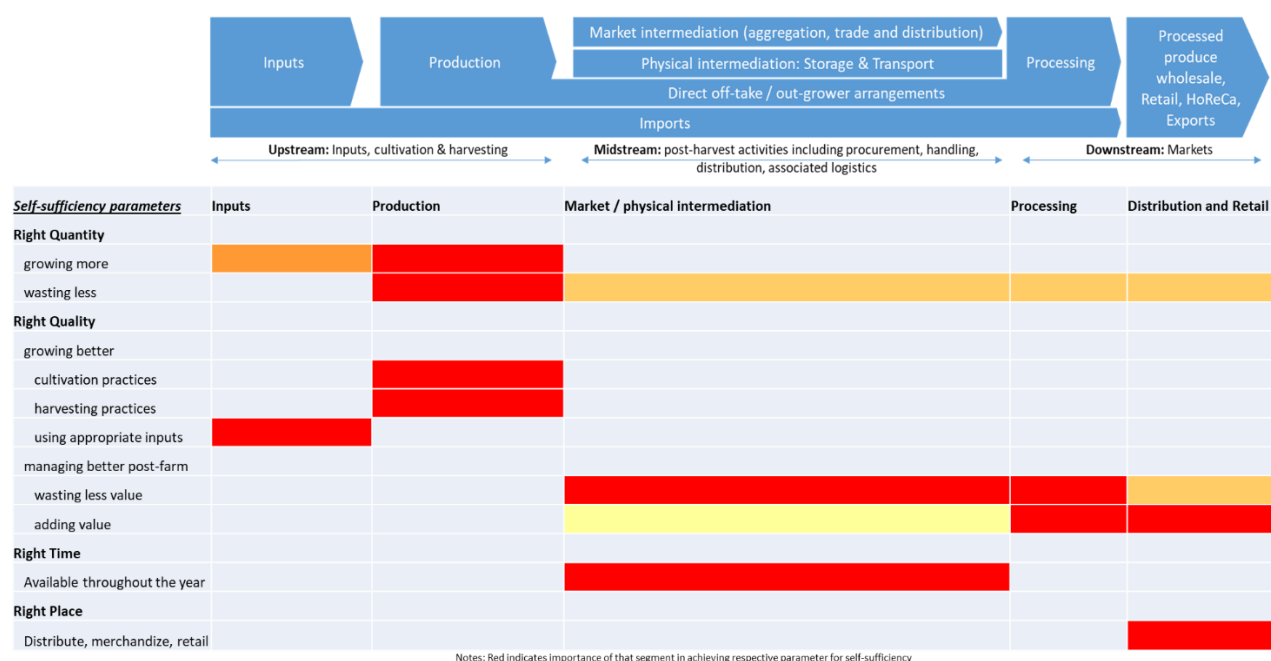 Inputs
Production
Market intermediation (aggregation, trade and distribution)
Physical intermediation: Storage & Transport
Direct off-take / out-grower arrangements
Imports
Processing
Processed
produce
wholesale,
Retail, HoReCa,
Exports
Upstream: Inputs, cultivation & harvesting
Midstream: post-harvest activities including procurement, handling,
distribution, associated logistics
Downstream: Markets
Self-sufficiency parameters Inputs Production Market / physical intermediation Processing Distribution and Retail
Right Quantity
growing more
wasting less
Right Quality
growing better
cultivation practices
harvesting practices
using appropriate inputs
managing better post-farm
wasting less value
adding value
Right Time
Available throughout the year
Right Place
Distribute, merchandize, retail
Notes: Red indicates importance of that segment in achieving respective parameter for self-sufficiency